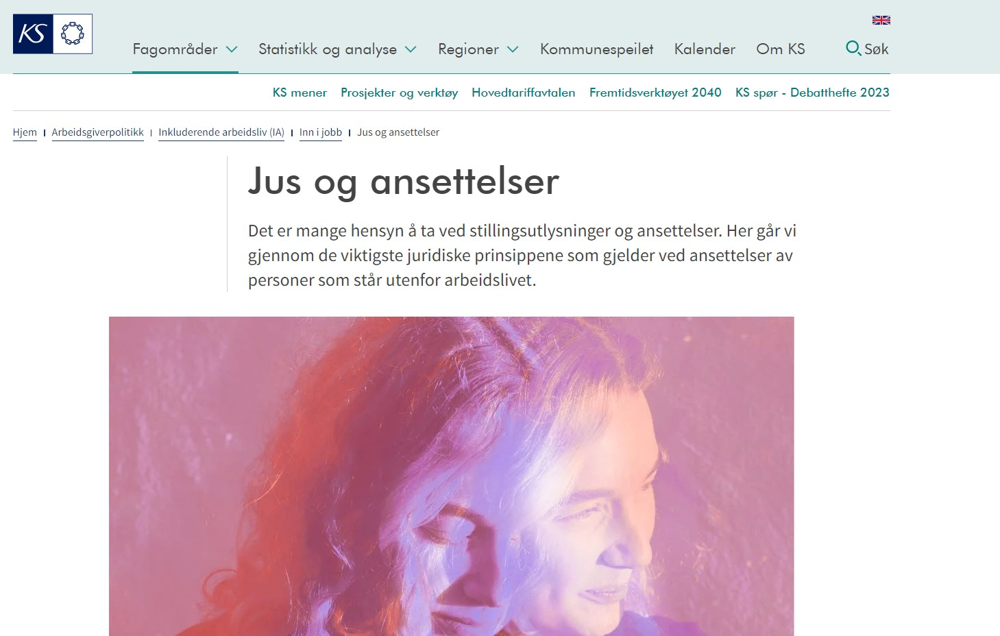 KS
Fagområder Statistikk og analyse Regioner Kommunespeilet Kalender Om KS Søk
KS mener Prosjekter og verktøy Hovedtariffavtalen Fremtidsverktøyet 2040 KS spør - Debatthefte 2023
Hjem Arbeidsgiverpolitikk Inkluderende arbeidsliv (IA) Inn i jobb Jus og ansettelser
Jus og ansettelser
Det er mange hensyn å ta ved stillingsutlysninger og ansettelser. Her går vi
gjennom de viktigste juridiske prinsippene som gjelder ved ansettelser av
personer som står utenfor arbeidslivet.